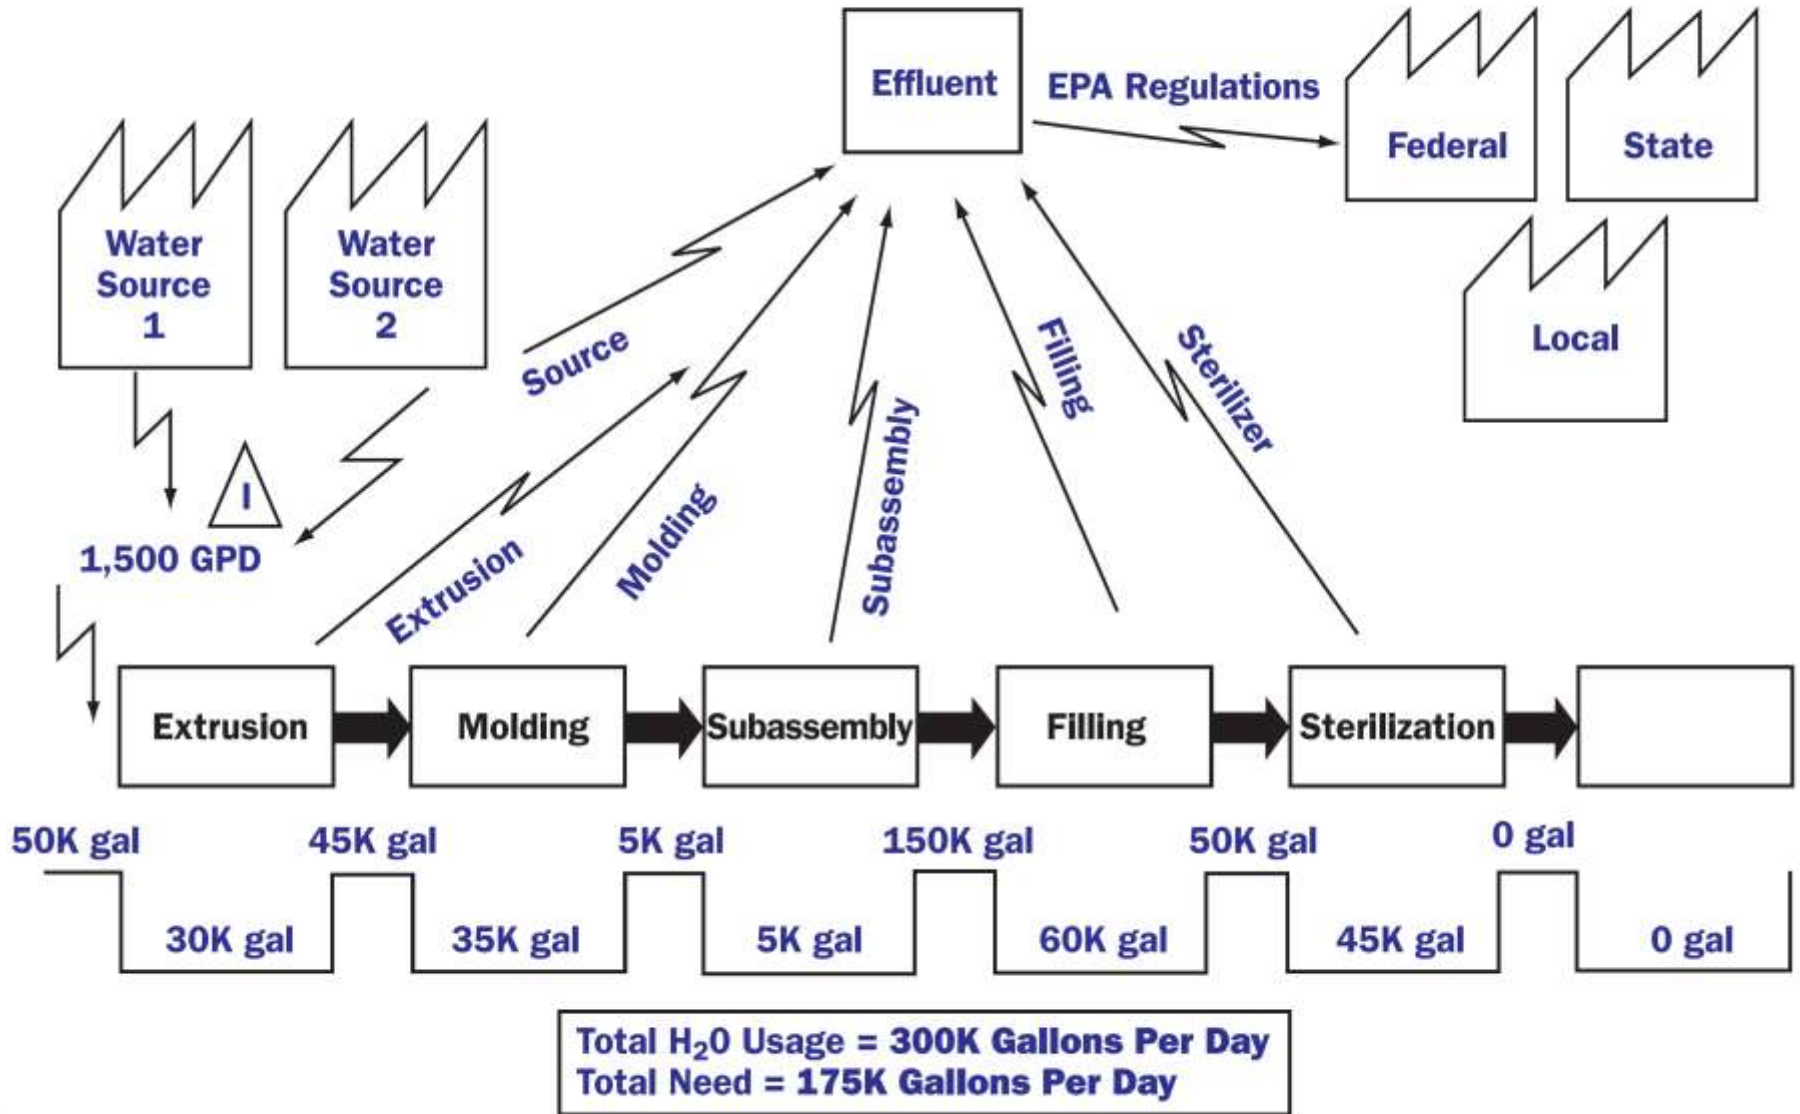 Effluent
EPA Regulations
Federal
State
Local
Water
Source
1
Water
Source
2
Source
Filling
Sterilizer
Subassembly
Molding
Extrusion
I
1,500 GPD
Extrusion
Molding
Subassembly
Filling
Sterilization
50K gal
45K gal
5K gal
150K gal
50K gal
0 gal
30K gal
35K gal
5K gal
60K gal
45K gal
0 gal
Total H₂0 Usage = 300K Gallons Per Day
Total Need = 175K Gallons Per Day